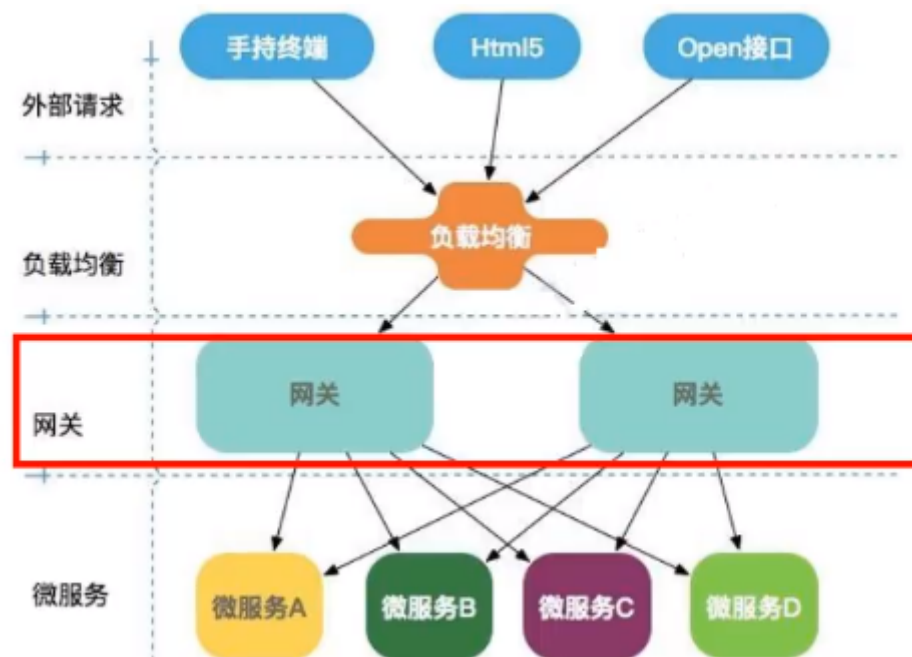 手持终端
Html5
Open接口
外部请求
负载均衡
负载均衡
网关
网关
网关
微服务
微服务A
微服务B
微服务C
微服务D